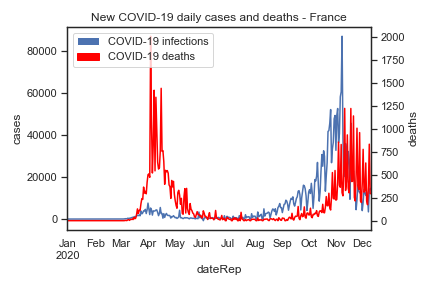 New COVID-19 daily cases and deaths - France
COVID-19 infections
COVID-19 deaths
80000
60000
40000
20000
0
cases
2000
1750
1500
1250
1000
750
500
250
0
deaths
Jan Feb Mar Apr May Jun Jul Aug Sep Oct Nov Dec
2020
dateRep